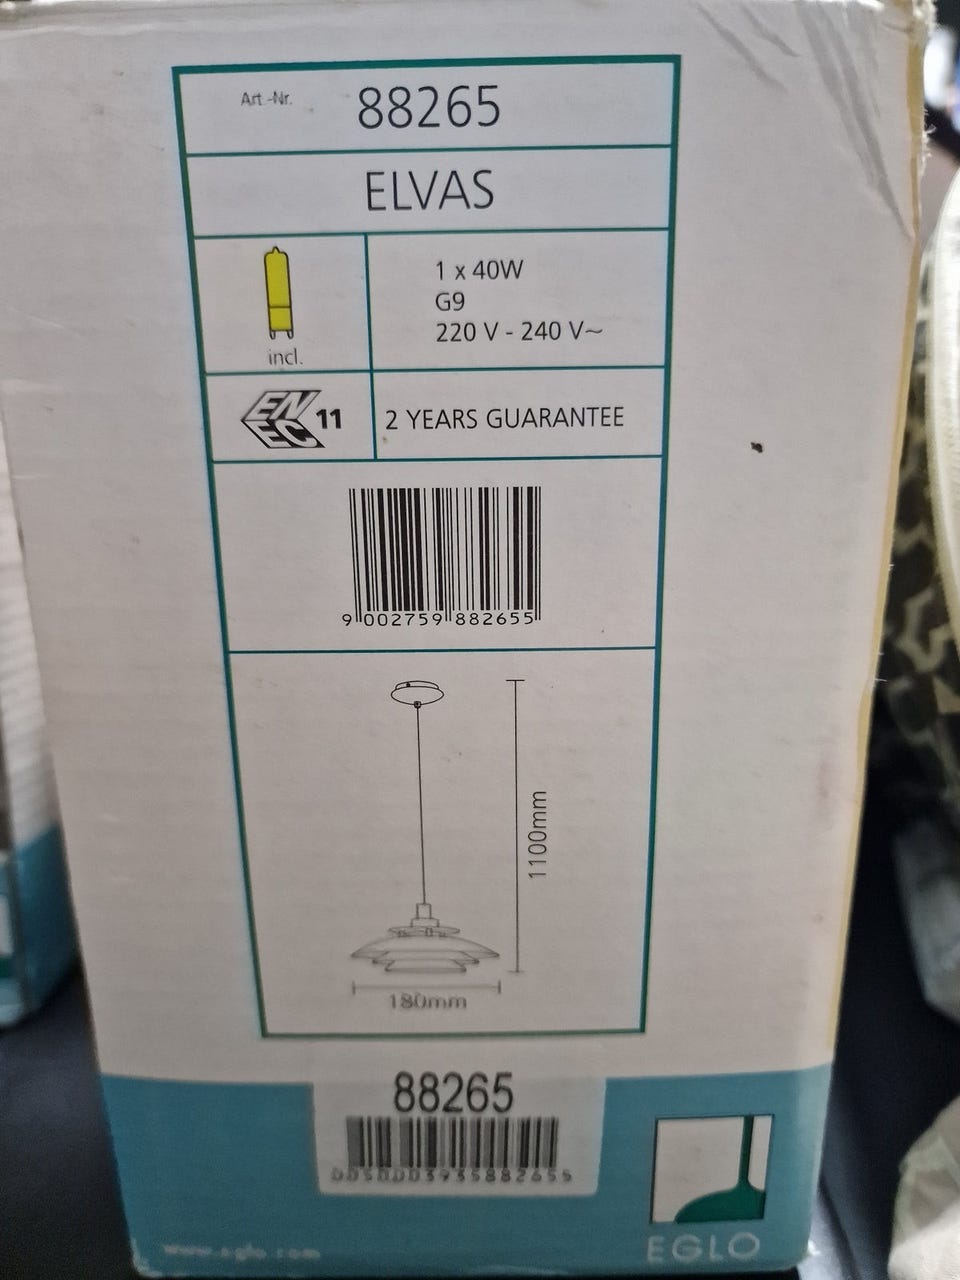 Art.-Nr. 88265
ELVAS
1 x 40W
G9
220 V - 240 V~
incl.
EN
EC 11
2 YEARS GUARANTEE
9 002759 882655
1100mm
180mm
88265
www.eglo.com
EGLO